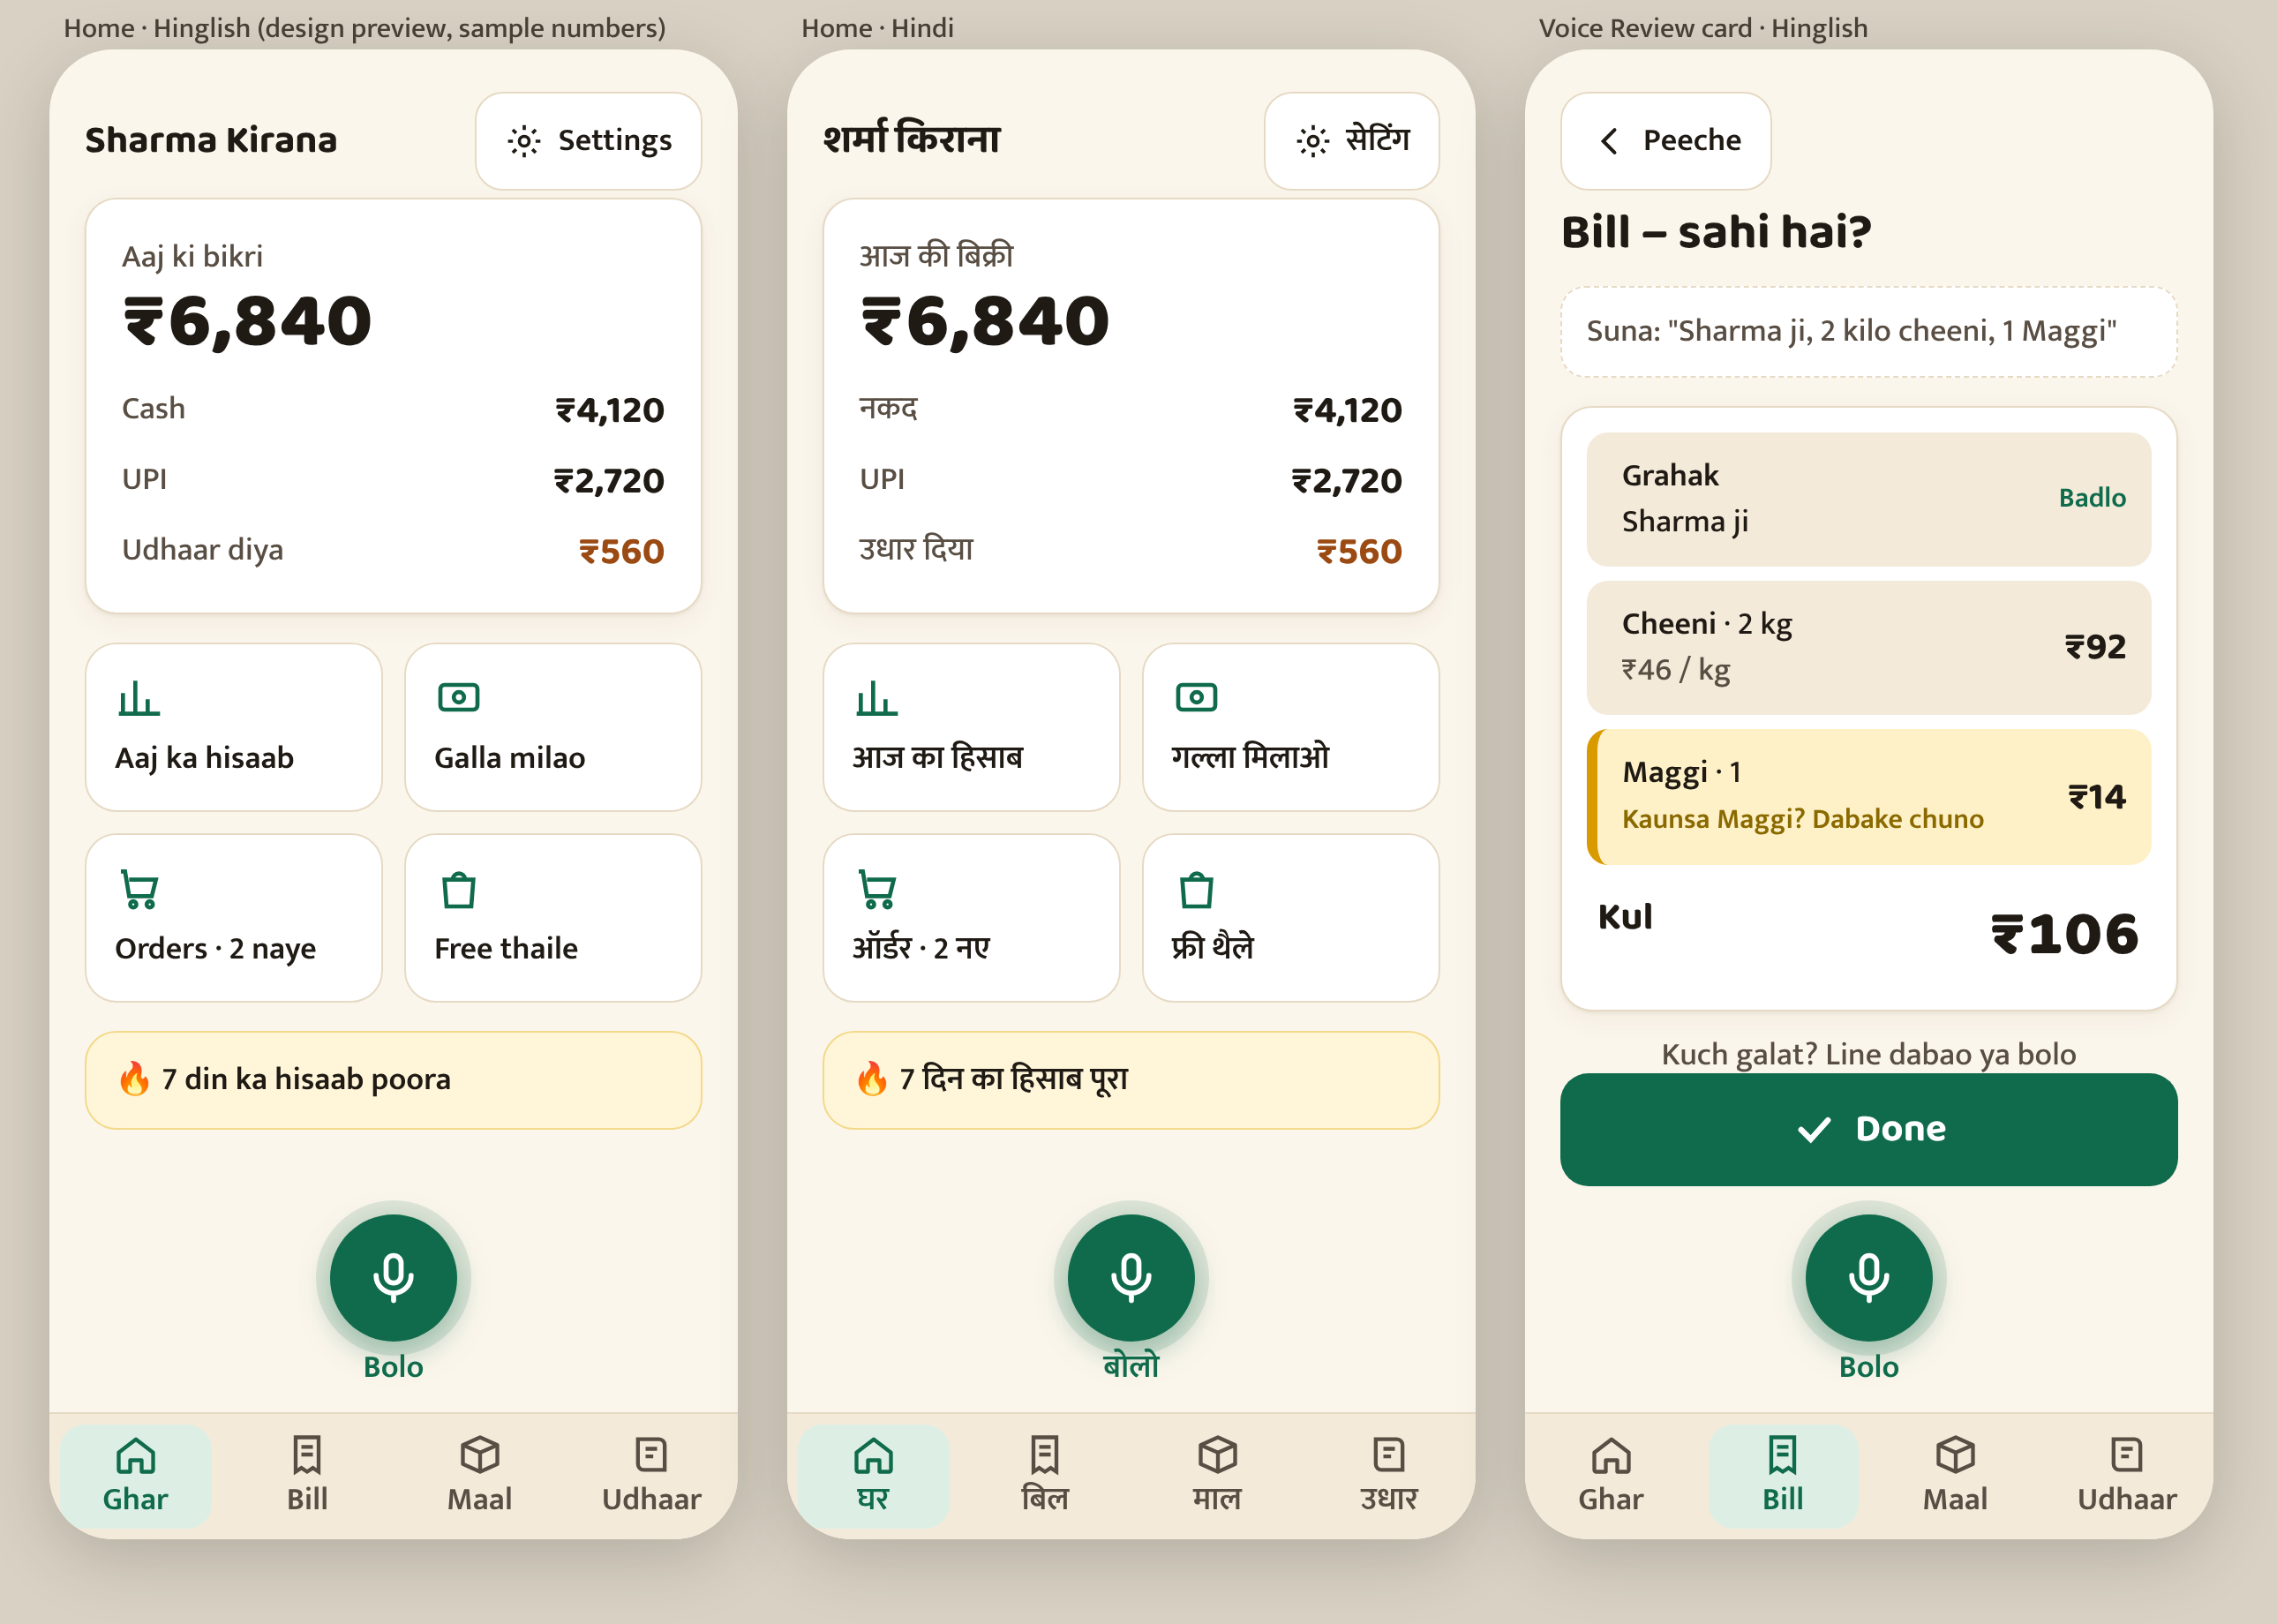 Home · Hinglish (design preview, sample numbers)
Sharma Kirana
Settings
Aaj ki bikri
₹6,840
Cash ₹4,120
UPI ₹2,720
Udhaar diya ₹560
Aaj ka hisaab
Galla milao
Orders · 2 naye
Free thaile
🔥 7 din ka hisaab poora
Bolo
Ghar
Bill
Maal
Udhaar
Home · Hindi
शर्मा किराना
सेटिंग
आज की बिक्री
₹6,840
नकद ₹4,120
UPI ₹2,720
उधार दिया ₹560
आज का हिसाब
गल्ला मिलाओ
ऑर्डर · 2 नए
फ्री थैले
🔥 7 दिन का हिसाब पूरा
बोलो
घर
बिल
माल
उधार
Voice Review card · Hinglish
Peeche
Bill – sahi hai?
Suna: "Sharma ji, 2 kilo cheeni, 1 Maggi"
Grahak
Sharma ji
Badlo
Cheeni · 2 kg
₹46 / kg
₹92
Maggi · 1
Kaunsa Maggi? Dabake chuno
₹14
Kul ₹106
Kuch galat? Line dabao ya bolo
Done
Bolo
Ghar
Bill
Maal
Udhaar